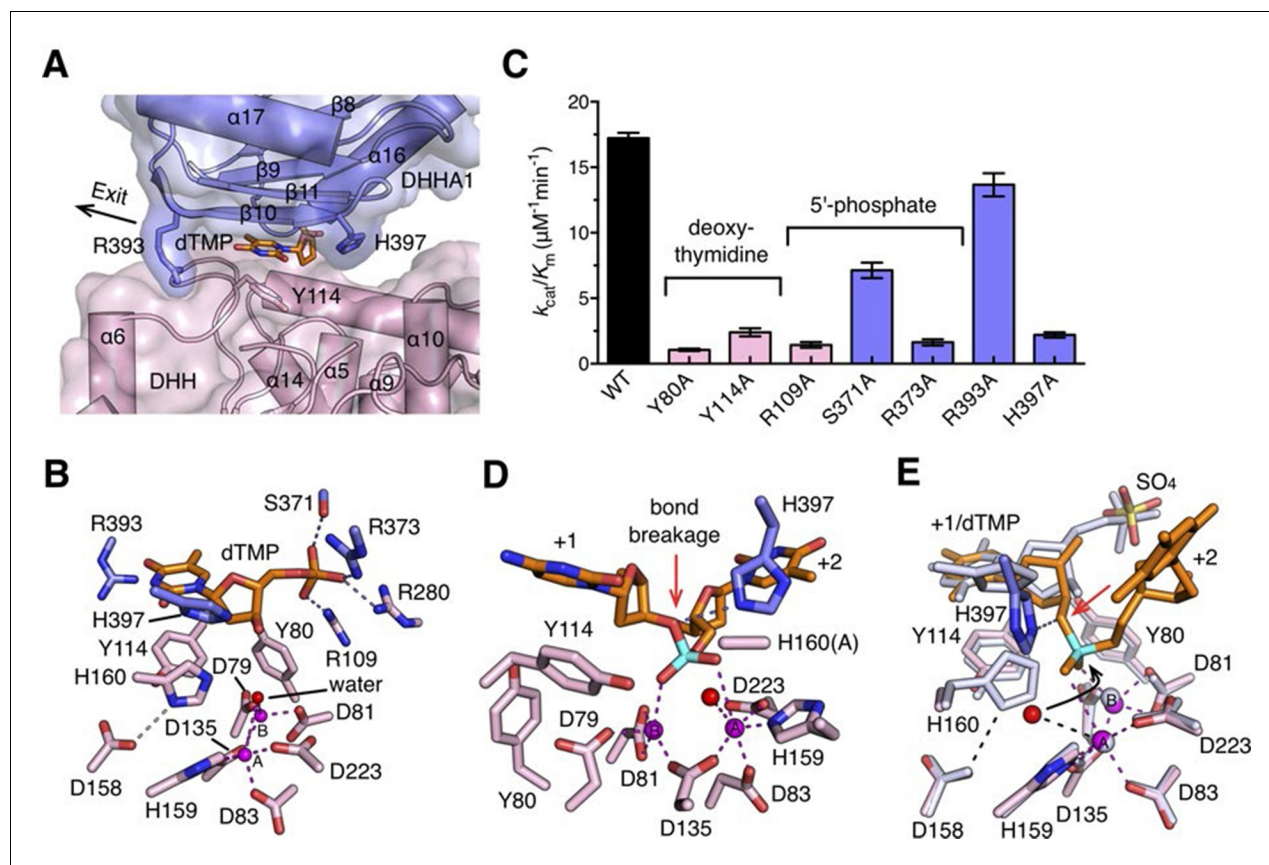 A
α17
β8
β9
α16
β11
DHHA1
Exit
β10
R393
dTMP
H397
Y114
α6
α10
DHH
α14
α5
α9
C
20
15
10
5
0
kcat/Km (µM⁻¹min⁻¹)
deoxy-
thymidine
5'-phosphate
WT
Y80A
Y114A
R109A
S371A
R373A
R393A
H397A
B
S371
R393
dTMP
R373
R280
H397
Y114
Y80
R109
H160
D79
water
D135
B
D81
A
D158
D223
H159
D83
D
bond
breakage
H397
+1
+2
Y114
H160(A)
D79
D223
B
A
D81
H159
Y80
D83
D135
E
SO4
+1/dTMP
+2
H397
Y114
Y80
D81
B
H160
A
D223
D83
D158
H159
D135